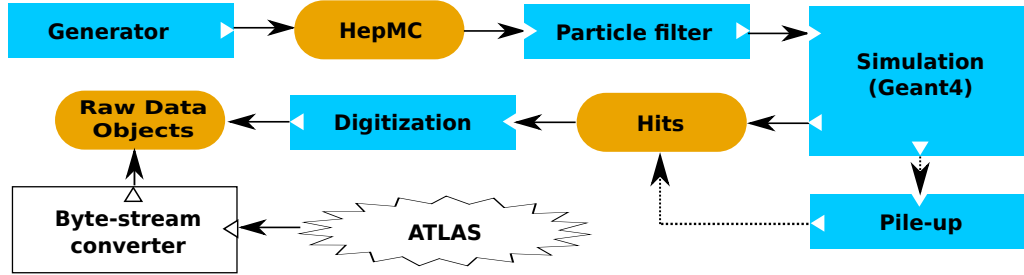 Generator
HepMC
Particle filter
Simulation
(Geant4)
Raw Data
Objects
Digitization
Hits
Byte-stream
converter
ATLAS
Pile-up